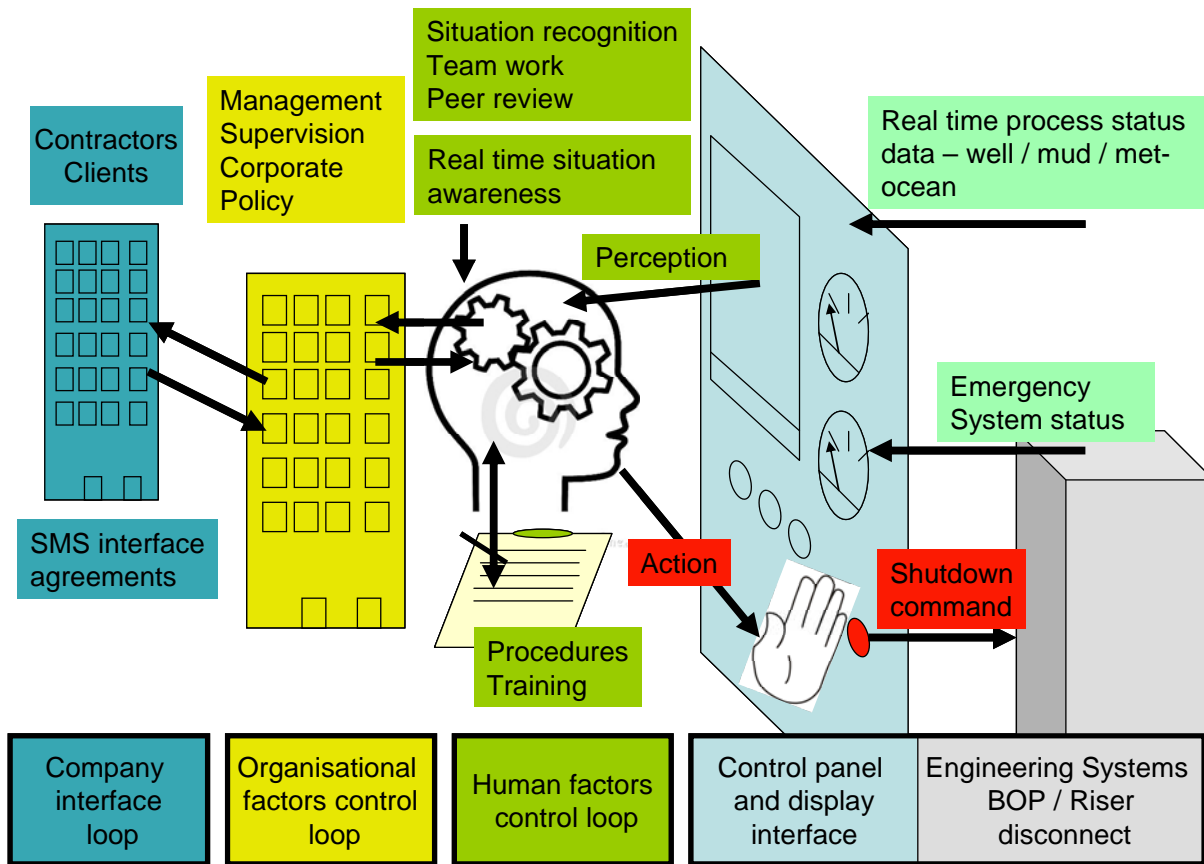 Situation recognition
Team work
Peer review
Management
Supervision
Corporate
Policy
Contractors
Clients
Real time situation
awareness
Real time process status
data – well / mud / met-
ocean
Perception
Emergency
System status
SMS interface
agreements
Action
Shutdown
command
Procedures
Training
Company
interface
loop
Organisational
factors control
loop
Human factors
control loop
Control panel
and display
interface
Engineering Systems
BOP / Riser
disconnect